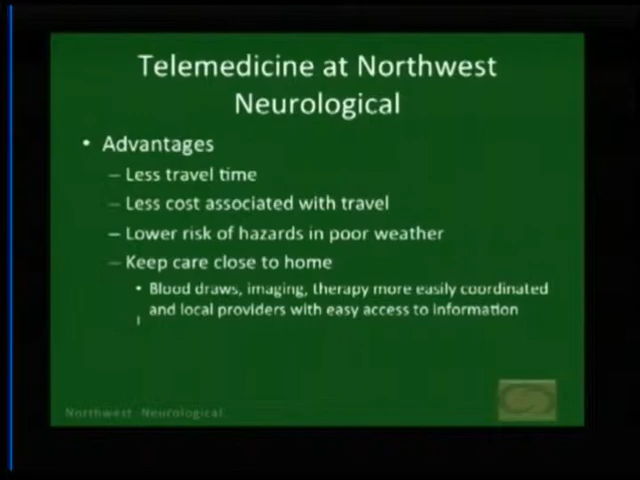 Telemedicine at Northwest
Neurological
• Advantages
– Less travel time
– Less cost associated with travel
– Lower risk of hazards in poor weather
– Keep care close to home
• Blood draws, imaging, therapy more easily coordinated
and local providers with easy access to information
Northwest Neurological